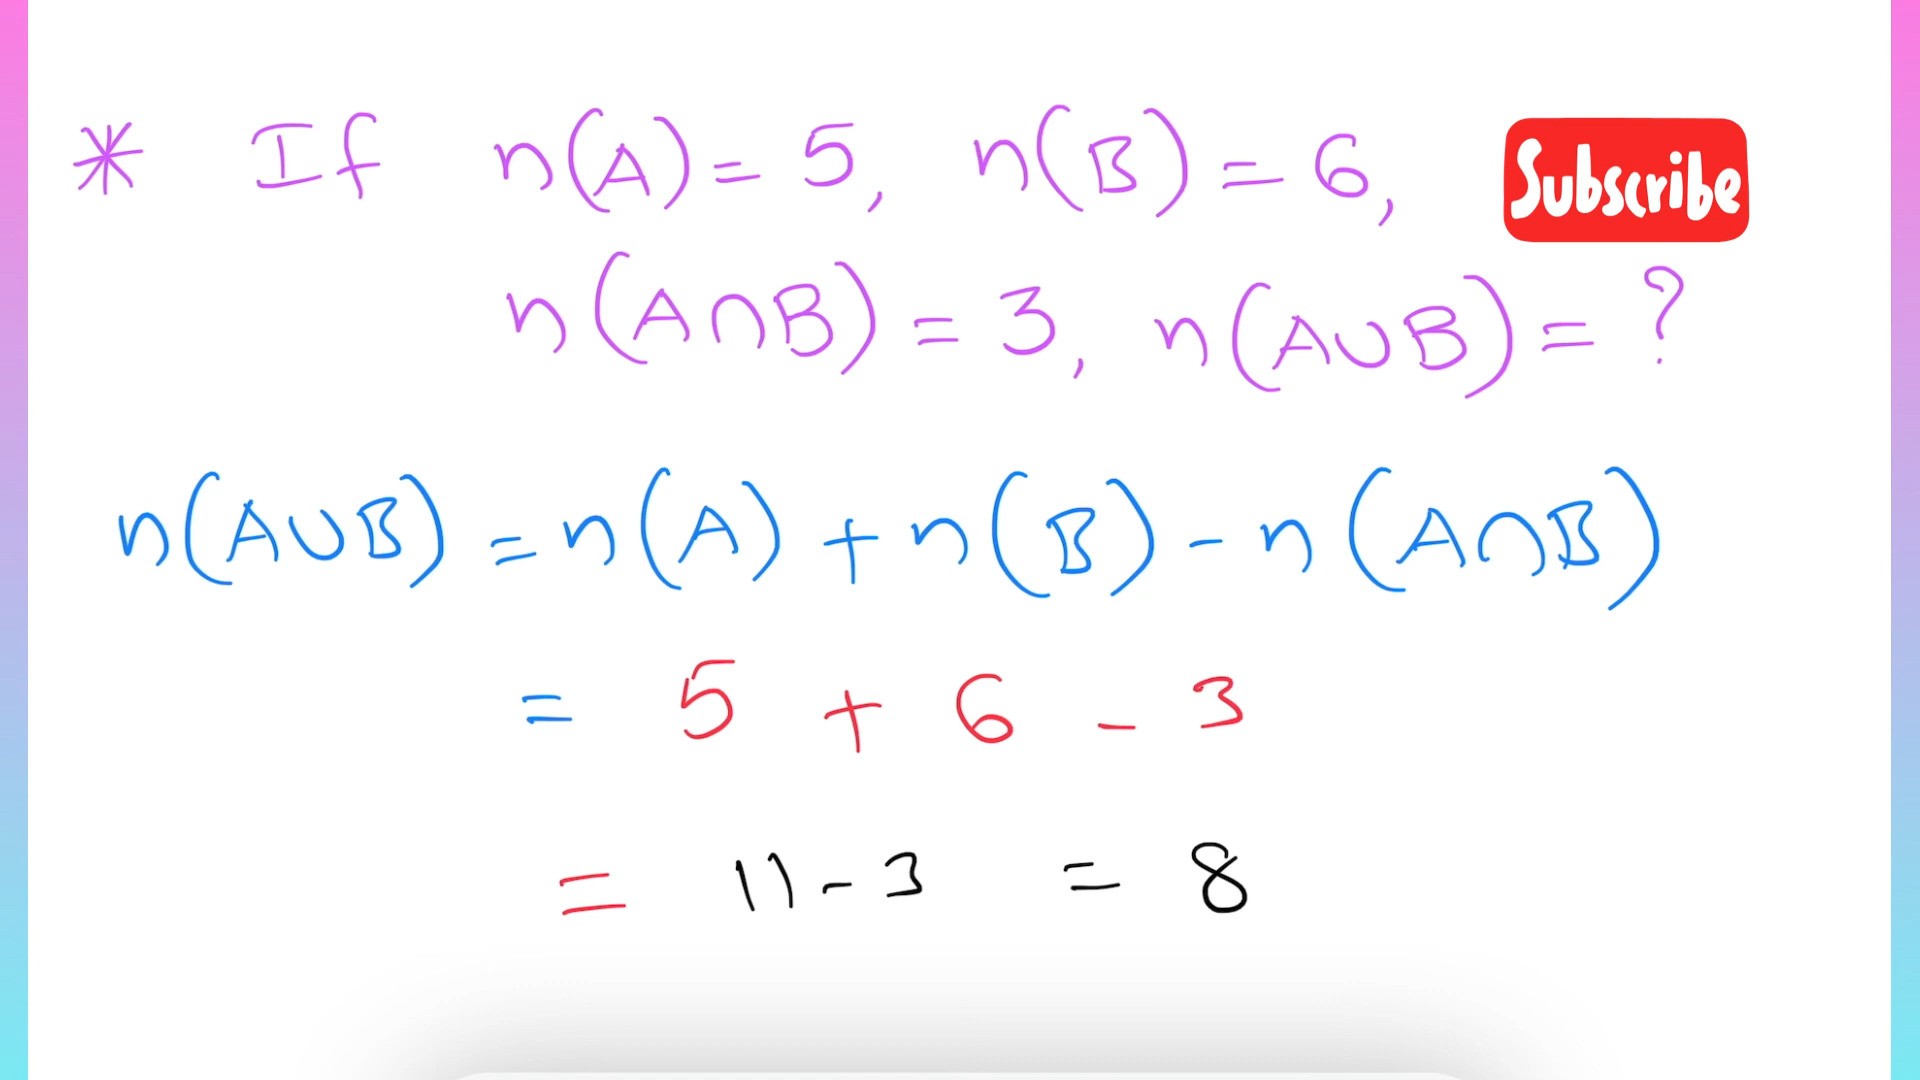 * If n(A) = 5, n(B) = 6,
Subscribe
n(A∩B) = 3, n(A∪B) = ?
n(A∪B) = n(A) + n(B) - n(A∩B)
= 5 + 6 - 3
= 11 - 3 = 8